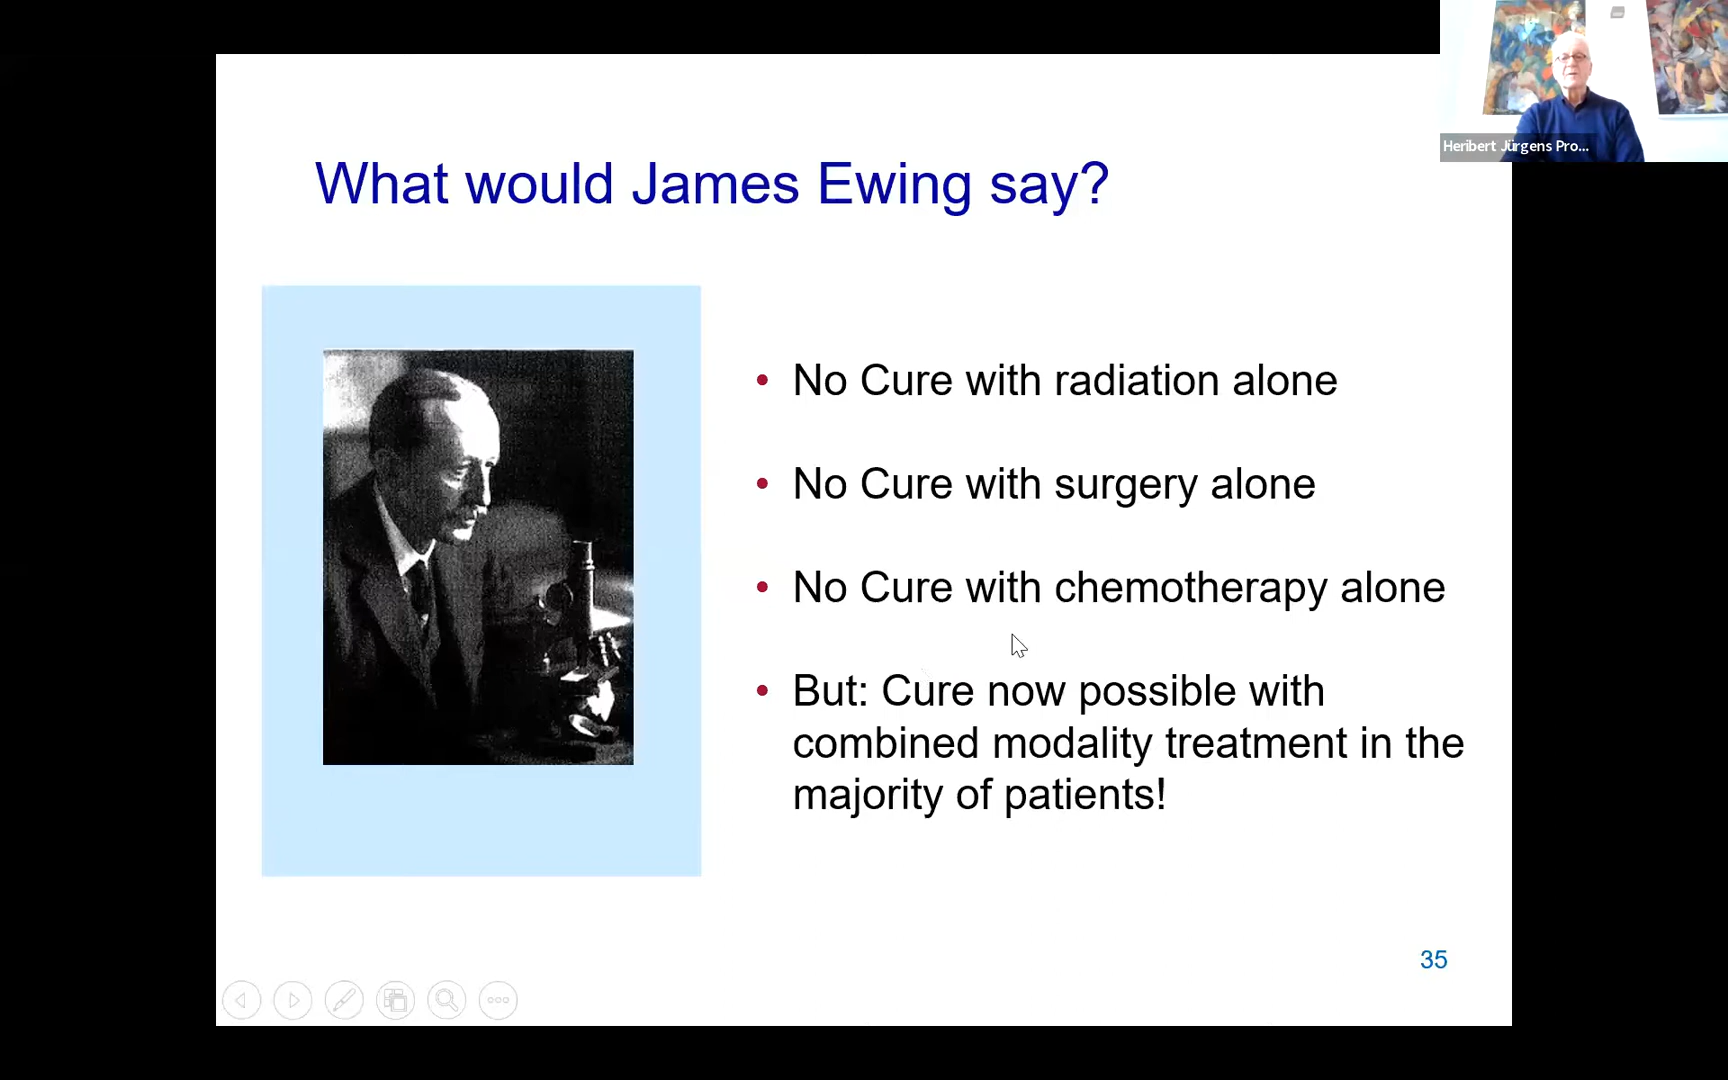 Heribert Jürgens Pro...
What would James Ewing say?
• No Cure with radiation alone
• No Cure with surgery alone
• No Cure with chemotherapy alone
• But: Cure now possible with
combined modality treatment in the
majority of patients!
35